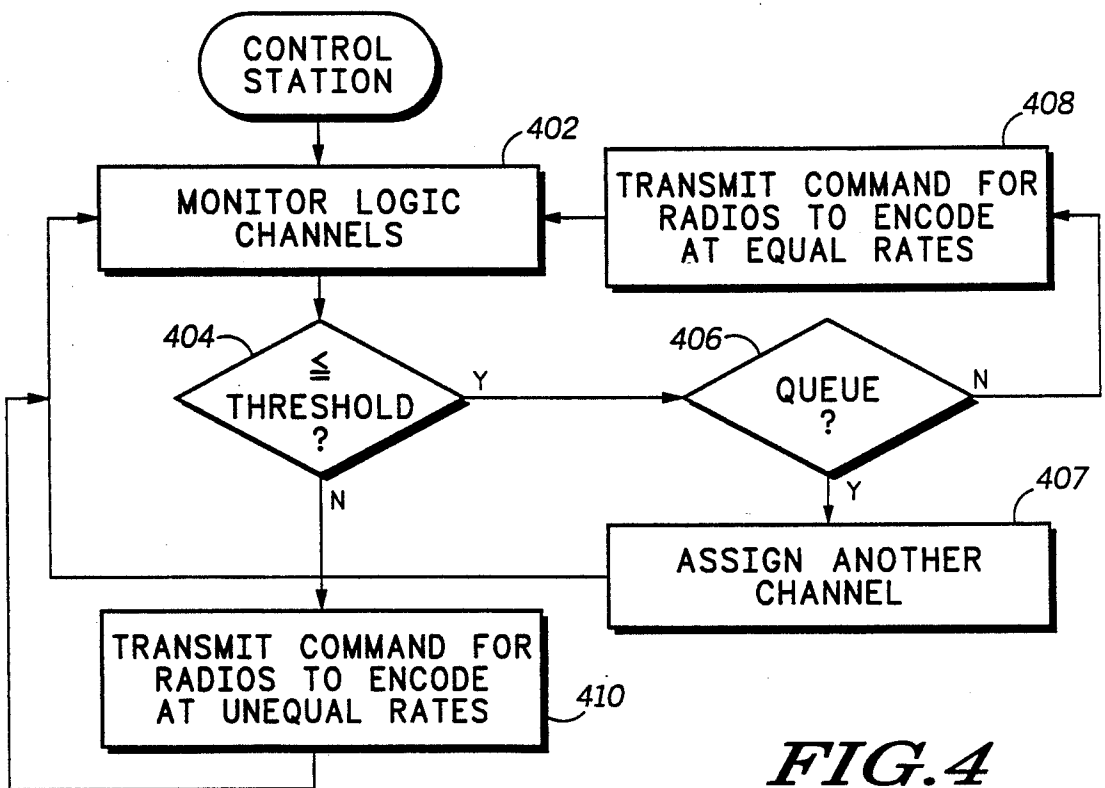 CONTROL
STATION
402
MONITOR LOGIC
CHANNELS
408
TRANSMIT COMMAND FOR
RADIOS TO ENCODE
AT EQUAL RATES
404
≦
THRESHOLD
?
Y
N
406
QUEUE
?
N
Y
407
ASSIGN ANOTHER
CHANNEL
TRANSMIT COMMAND FOR
RADIOS TO ENCODE
AT UNEQUAL RATES
410
FIG.4